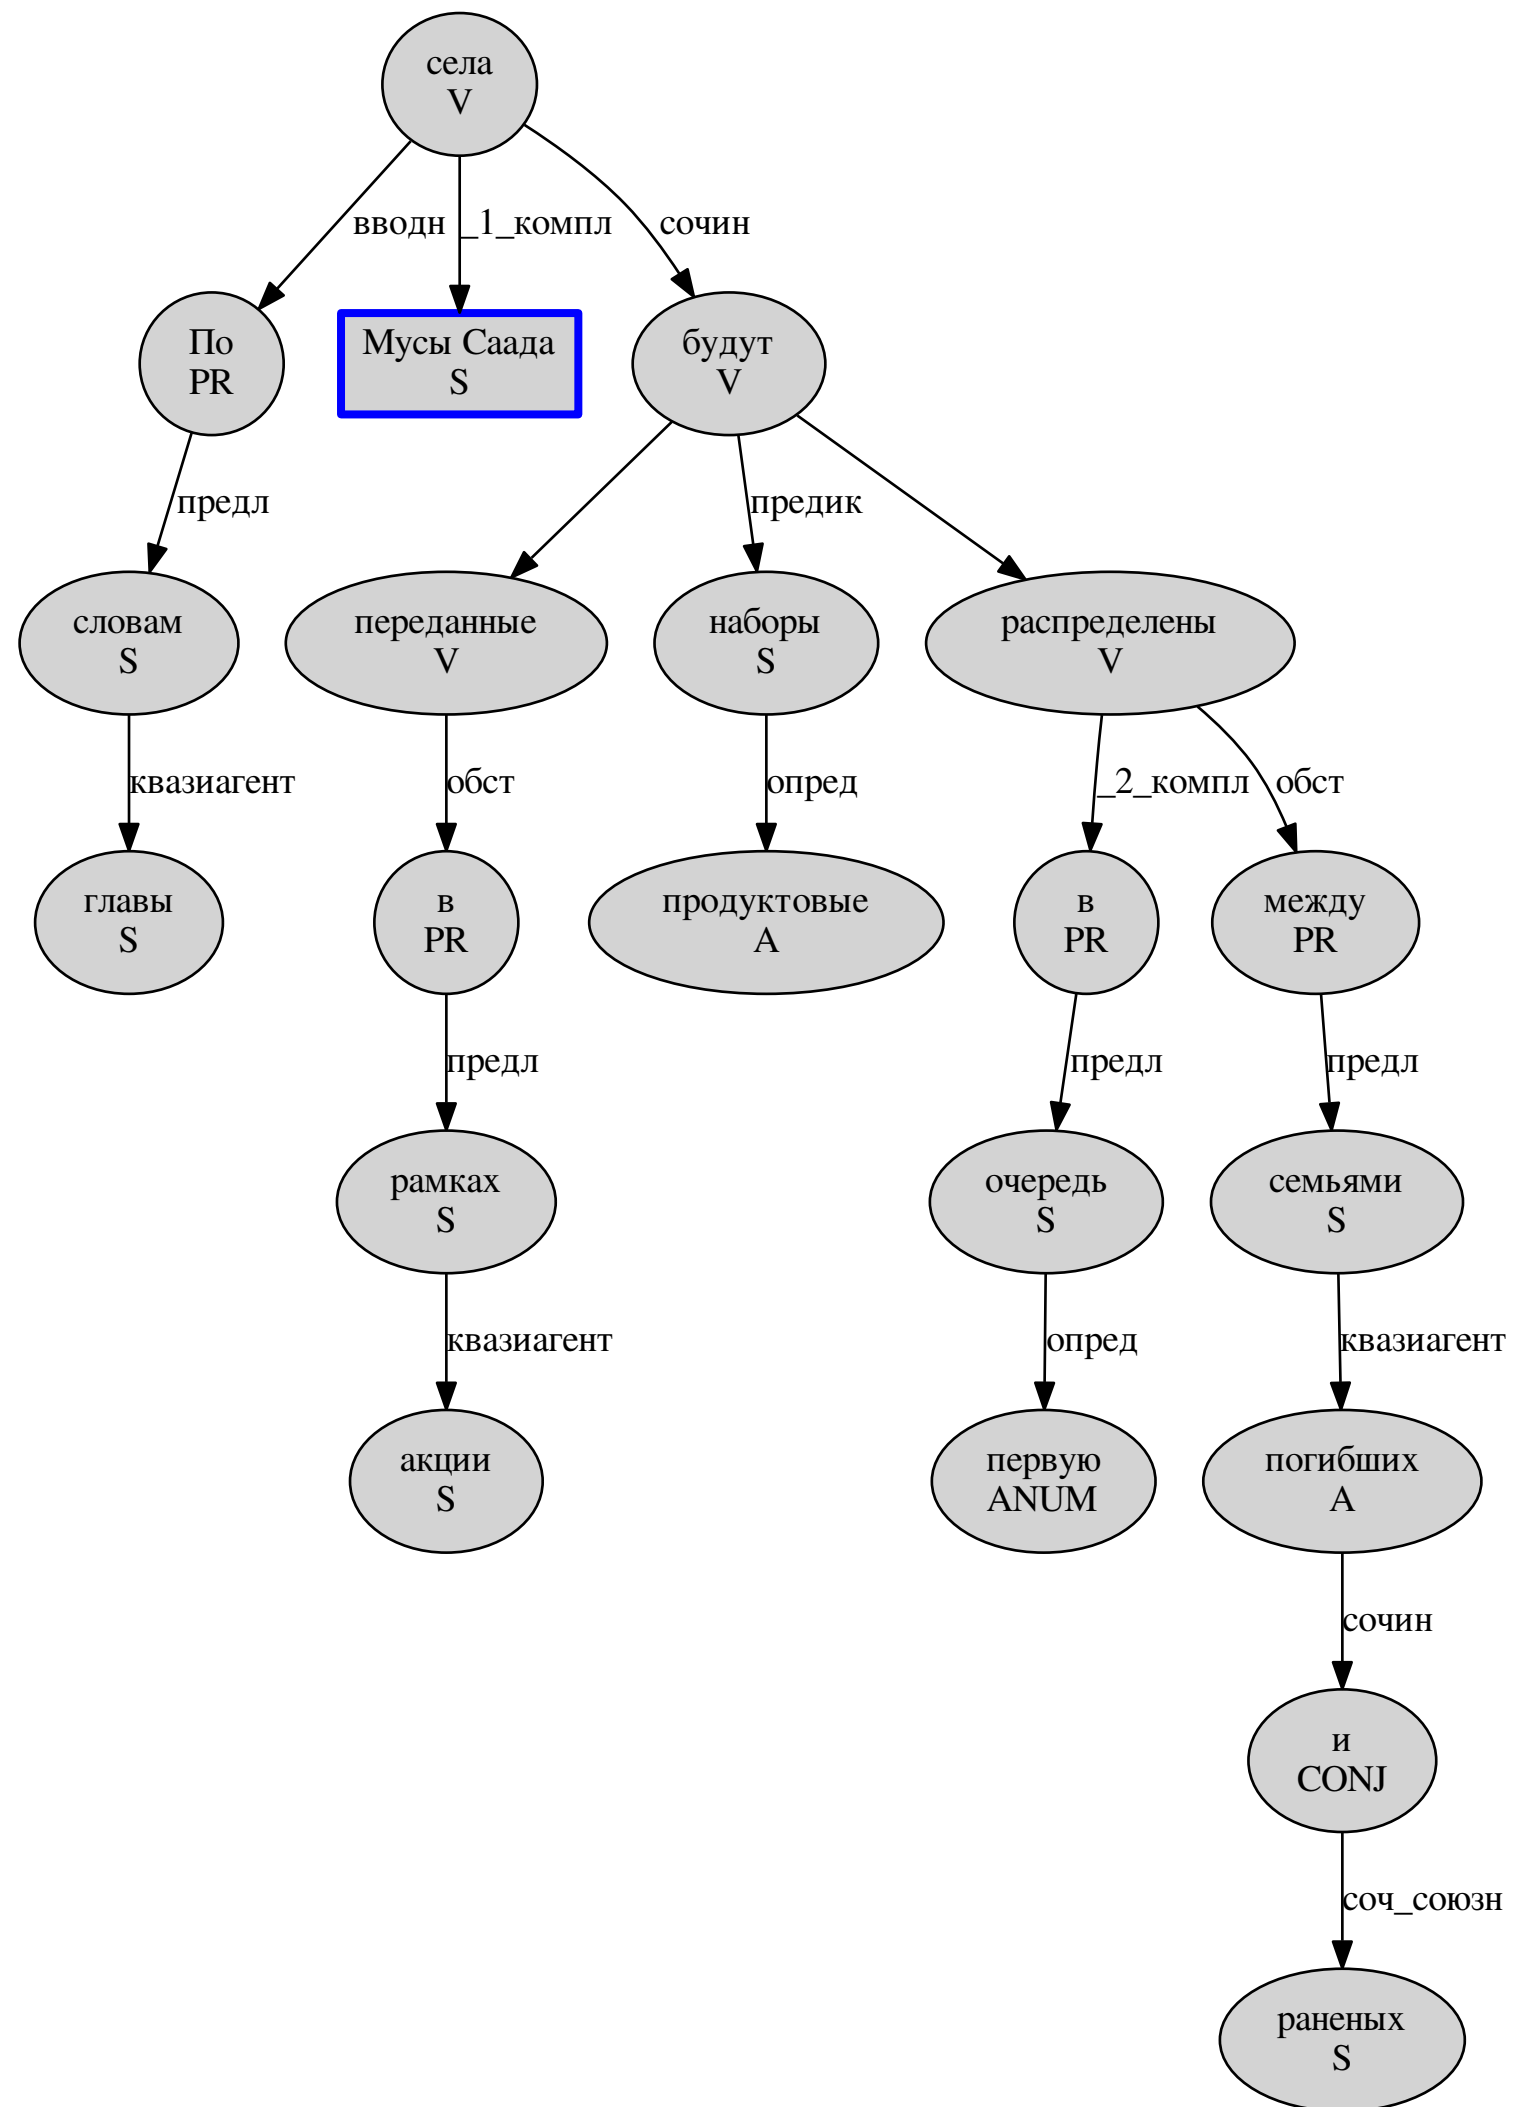 села
V
вводн
_1_компл
сочин
По
PR
Мусы Саада
S
будут
V
предл
предик
словам
S
переданные
V
наборы
S
распределены
V
квазиагент
обст
опред
_2_компл
обст
главы
S
в
PR
продуктовые
A
в
PR
между
PR
предл
предл
предл
рамках
S
очередь
S
семьями
S
квазиагент
опред
квазиагент
акции
S
первую
ANUM
погибших
A
сочин
и
CONJ
соч_союзн
раненых
S